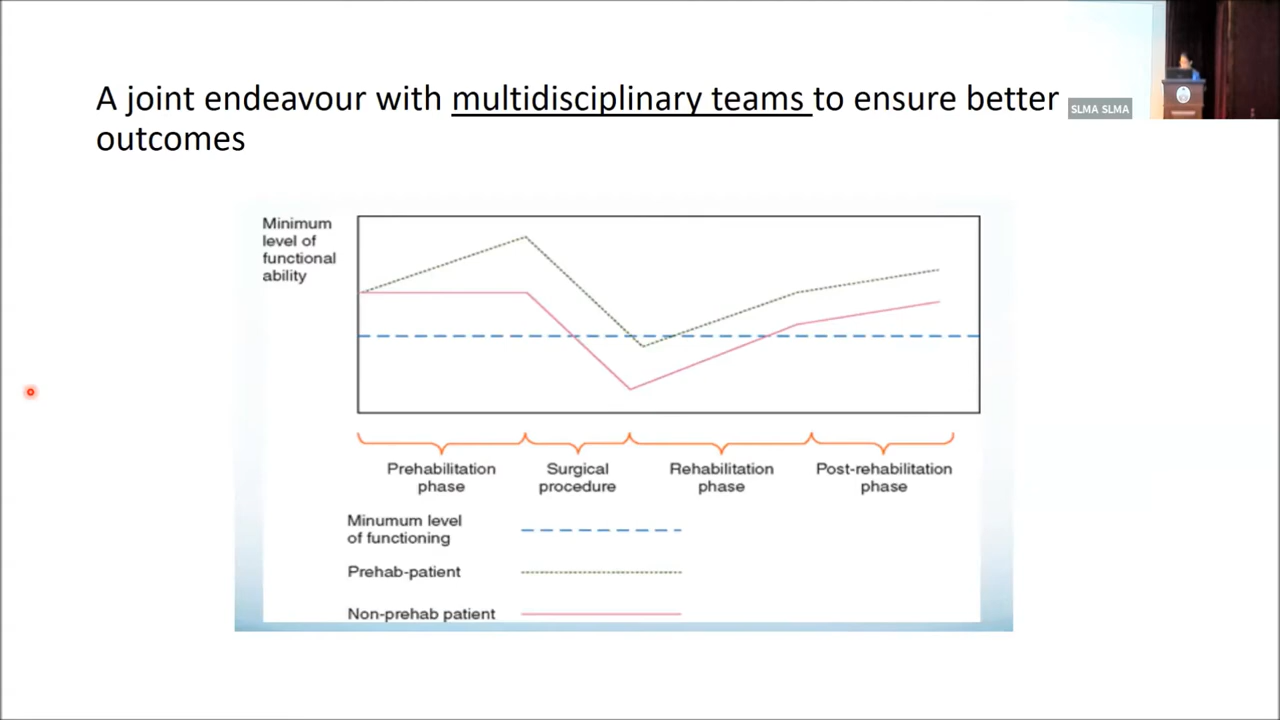 A joint endeavour with multidisciplinary teams to ensure better
outcomes
SLMA SLMA
Minimum
level of
functional
ability
Prehabilitation
phase
Surgical
procedure
Rehabilitation
phase
Post-rehabilitation
phase
Minumum level
of functioning
Prehab-patient
Non-prehab patient